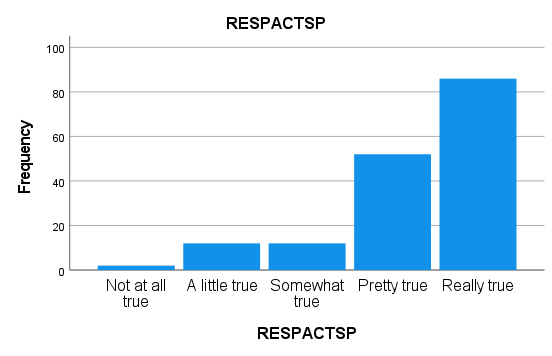 RESPACTSP
100
80
60
40
20
0
Frequency
Not at all
true
A little true
Somewhat
true
Pretty true
Really true
RESPACTSP